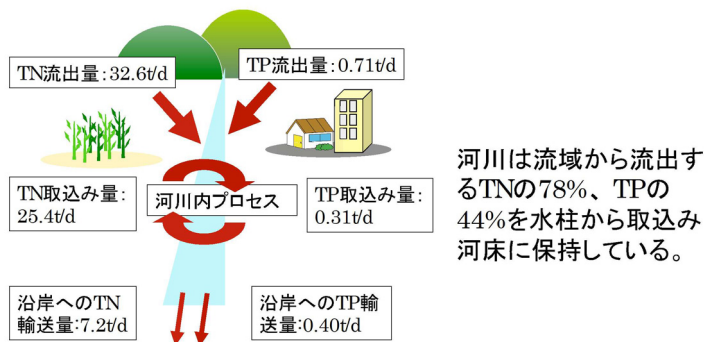 TN流出量：32.6t/d
TP流出量：0.71t/d
TN取込み量：
25.4t/d
河川内プロセス
TP取込み量：
0.31t/d
河川は流域から流出す
るTNの78%、TPの
44%を水柱から取込み
河床に保持している。
沿岸へのTN
輸送量:7.2t/d
沿岸へのTP輸
送量:0.40t/d